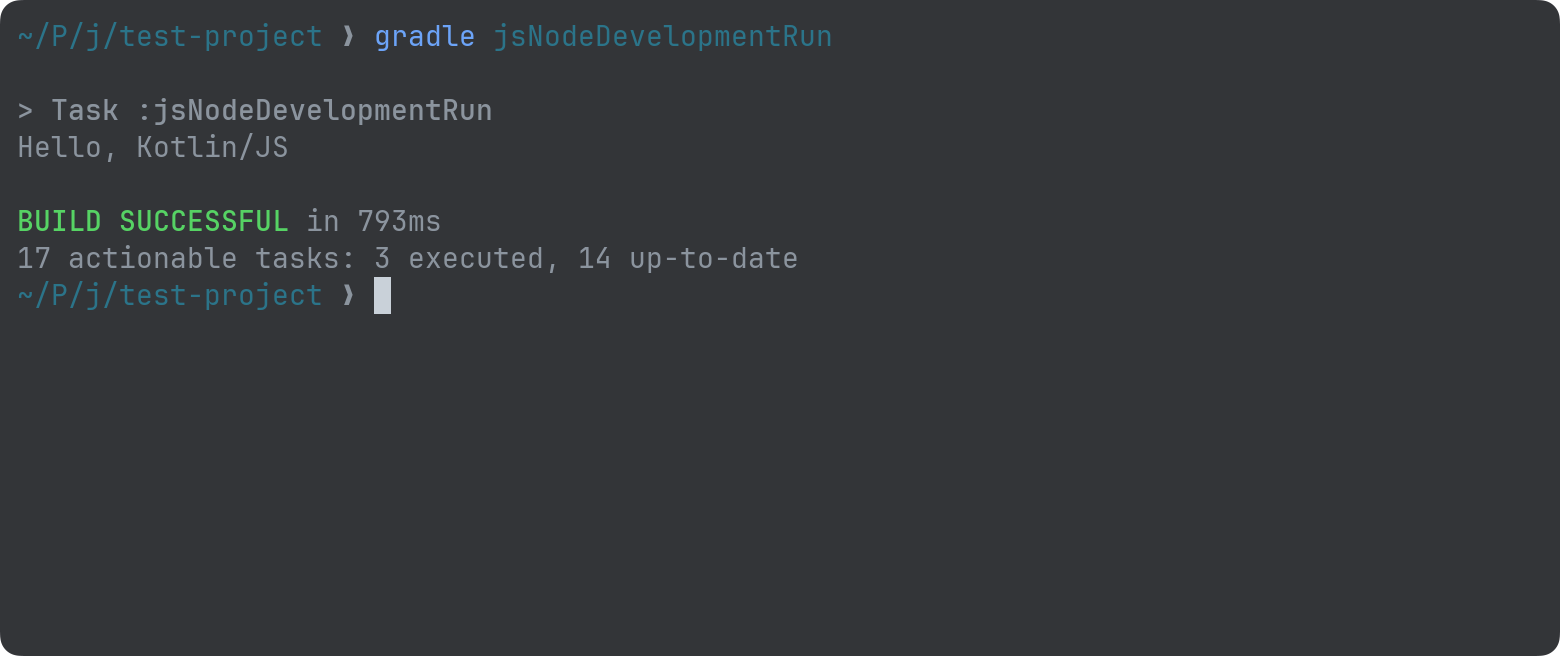 ~/P/j/test-project ❫ gradle jsNodeDevelopmentRun
> Task :jsNodeDevelopmentRun
Hello, Kotlin/JS
BUILD SUCCESSFUL in 793ms
17 actionable tasks: 3 executed, 14 up-to-date
~/P/j/test-project ❫